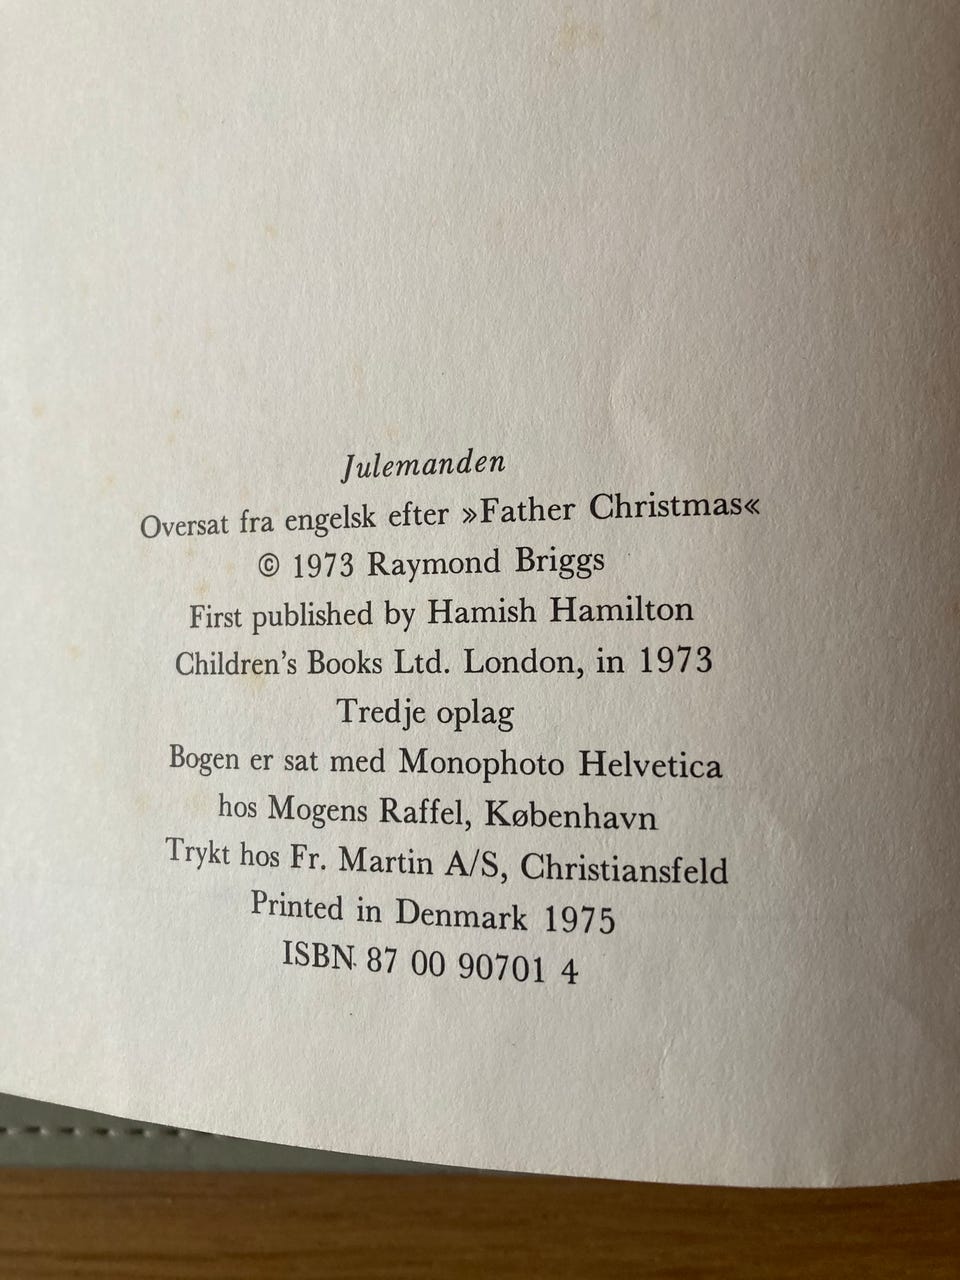 Julemanden
Oversat fra engelsk efter »Father Christmas«
© 1973 Raymond Briggs
First published by Hamish Hamilton
Children's Books Ltd. London, in 1973
Tredje oplag
Bogen er sat med Monophoto Helvetica
hos Mogens Raffel, København
Trykt hos Fr. Martin A/S, Christiansfeld
Printed in Denmark 1975
ISBN 87 00 90701 4